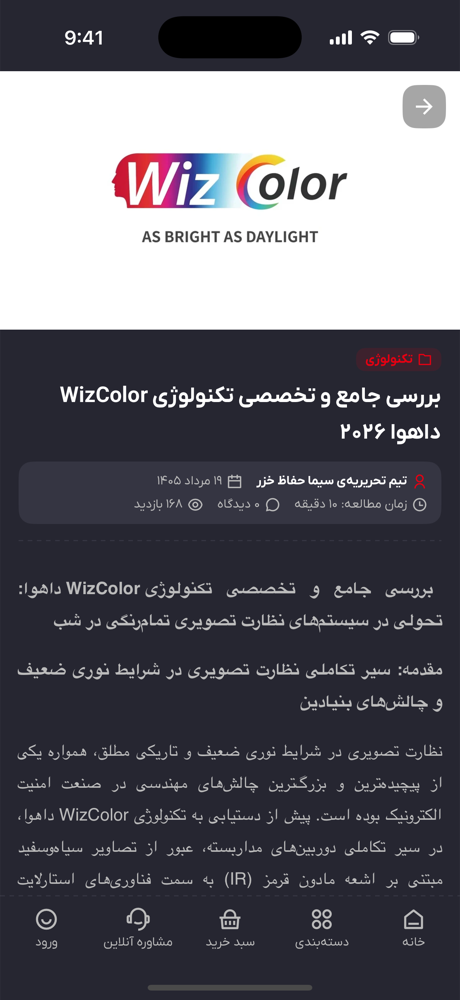 9:41
Wiz Color
AS BRIGHT AS DAYLIGHT
تکنولوژی
بررسی جامع و تخصصی تکنولوژی WizColor
داهوا ۲۰۲۶
تیم تحریریه‌ی سیما حفاظ خزر ۱۹ مرداد ۱۴۰۵
زمان مطالعه: ۱۰ دقیقه ۰ دیدگاه ۱۶۸ بازدید
بررسی جامع و تخصصی تکنولوژی WizColor داهوا:
تحولی در سیستم‌های نظارت تصویری تمام‌رنگی در شب
مقدمه: سیر تکاملی نظارت تصویری در شرایط نوری ضعیف
و چالش‌های بنیادین
نظارت تصویری در شرایط نوری ضعیف و تاریکی مطلق، همواره یکی
از پیچیده‌ترین و بزرگترین چالش‌های مهندسی در صنعت امنیت
الکترونیک بوده است. پیش از دستیابی به تکنولوژی WizColor داهوا،
در سیر تکاملی دوربین‌های مداربسته، عبور از تصاویر سیاه‌وسفید
مبتنی بر اشعه مادون قرمز (IR) به سمت فناوری‌های استارلایت
خانه دسته‌بندی سبد خرید مشاوره آنلاین ورود